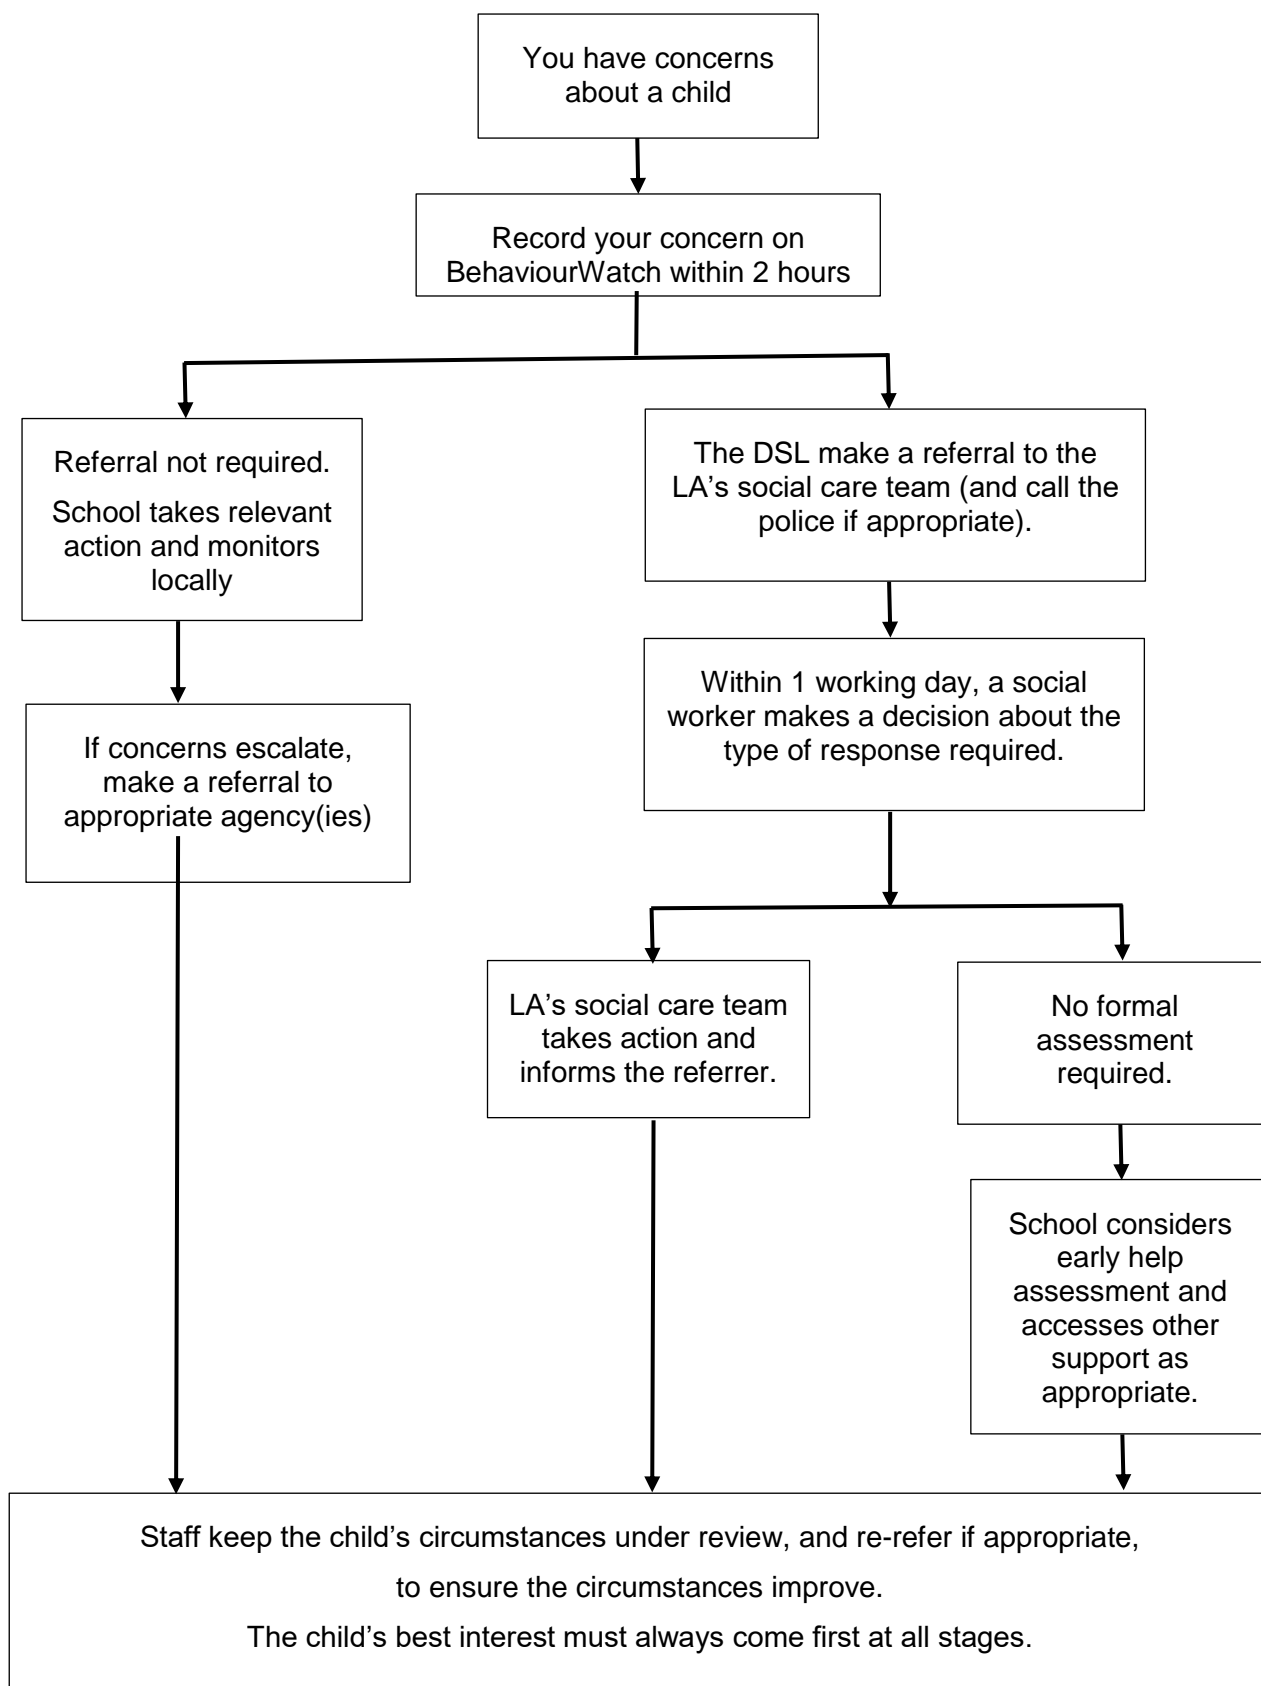 You have concerns
about a child
Record your concern on
BehaviourWatch within 2 hours
Referral not required.
School takes relevant
action and monitors
locally
If concerns escalate,
make a referral to
appropriate agency(ies)
The DSL make a referral to the
LA’s social care team (and call the
police if appropriate).
Within 1 working day, a social
worker makes a decision about the
type of response required.
LA’s social care team
takes action and
informs the referrer.
No formal
assessment
required.
School considers
early help
assessment and
accesses other
support as
appropriate.
Staff keep the child’s circumstances under review, and re-refer if appropriate,
to ensure the circumstances improve.
The child’s best interest must always come first at all stages.